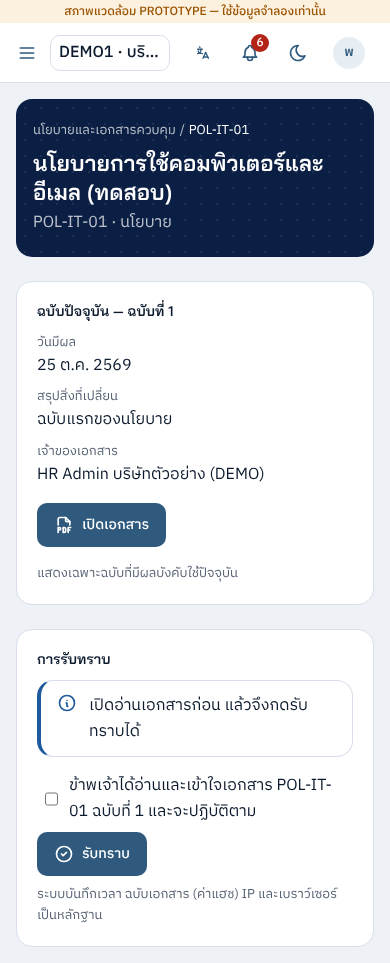 สภาพแวดล้อม PROTOTYPE — ใช้ข้อมูลจำลองเท่านั้น
DEMO1 · บริ...
6
W
นโยบายและเอกสารควบคุม / POL-IT-01
นโยบายการใช้คอมพิวเตอร์และ
อีเมล (ทดสอบ)
POL-IT-01 · นโยบาย
ฉบับปัจจุบัน — ฉบับที่ 1
วันมีผล
25 ต.ค. 2569
สรุปสิ่งที่เปลี่ยน
ฉบับแรกของนโยบาย
เจ้าของเอกสาร
HR Admin บริษัทตัวอย่าง (DEMO)
PDF เปิดเอกสาร
แสดงเฉพาะฉบับที่มีผลบังคับใช้ปัจจุบัน
การรับทราบ
เปิดอ่านเอกสารก่อน แล้วจึงกดรับ
ทราบได้
ข้าพเจ้าได้อ่านและเข้าใจเอกสาร POL-IT-
01 ฉบับที่ 1 และจะปฏิบัติตาม
รับทราบ
ระบบบันทึกเวลา ฉบับเอกสาร (ค่าแฮช) IP และเบราว์เซอร์
เป็นหลักฐาน